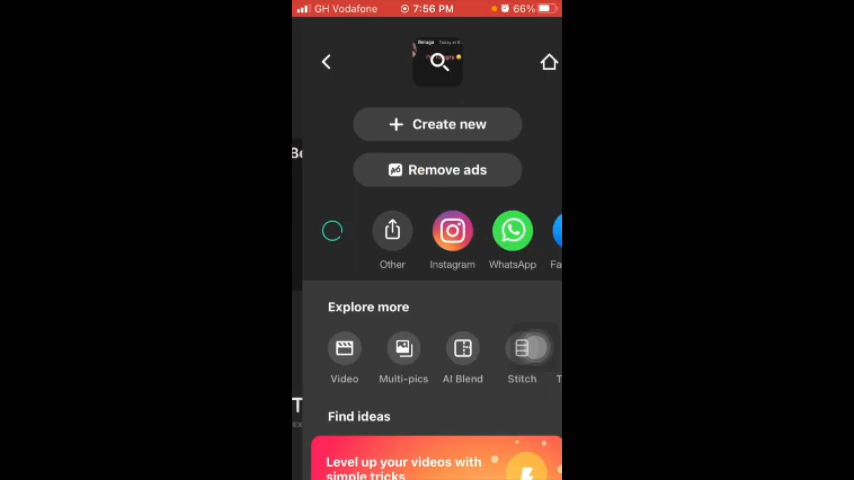 GH Vodafone 7:56 PM 66%
Create new
Remove ads
Other Instagram WhatsApp Fa
Explore more
Video Multi-pics AI Blend Stitch T
Find ideas
Level up your videos with
simple tricks